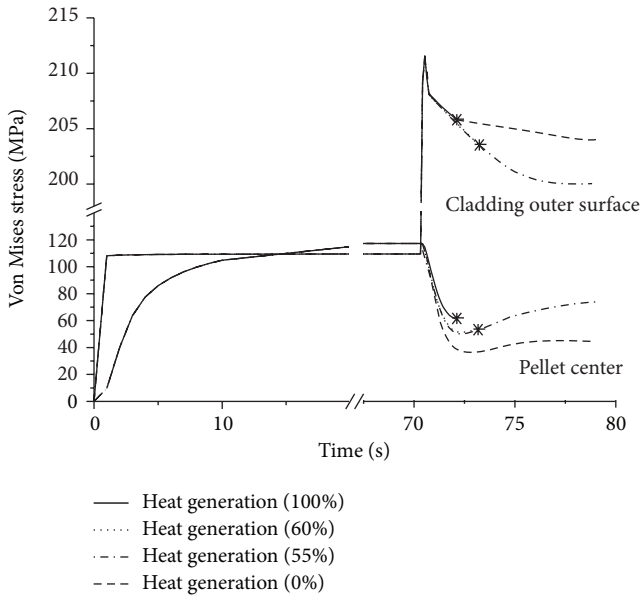 215
210
205
200
120
100
80
60
40
20
0
Von Mises stress (MPa)
Cladding outer surface
Pellet center
0 10 70 75 80
Time (s)
Heat generation (100%)
Heat generation (60%)
Heat generation (55%)
Heat generation (0%)